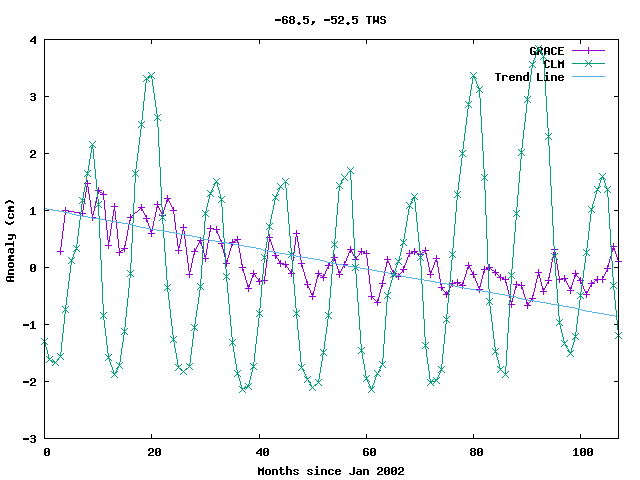 -68.5, -52.5 TWS
GRACE
CLM
Trend Line
Anomaly (cm)
4
3
2
1
0
-1
-2
-3
0 20 40 60 80 100
Months since Jan 2002